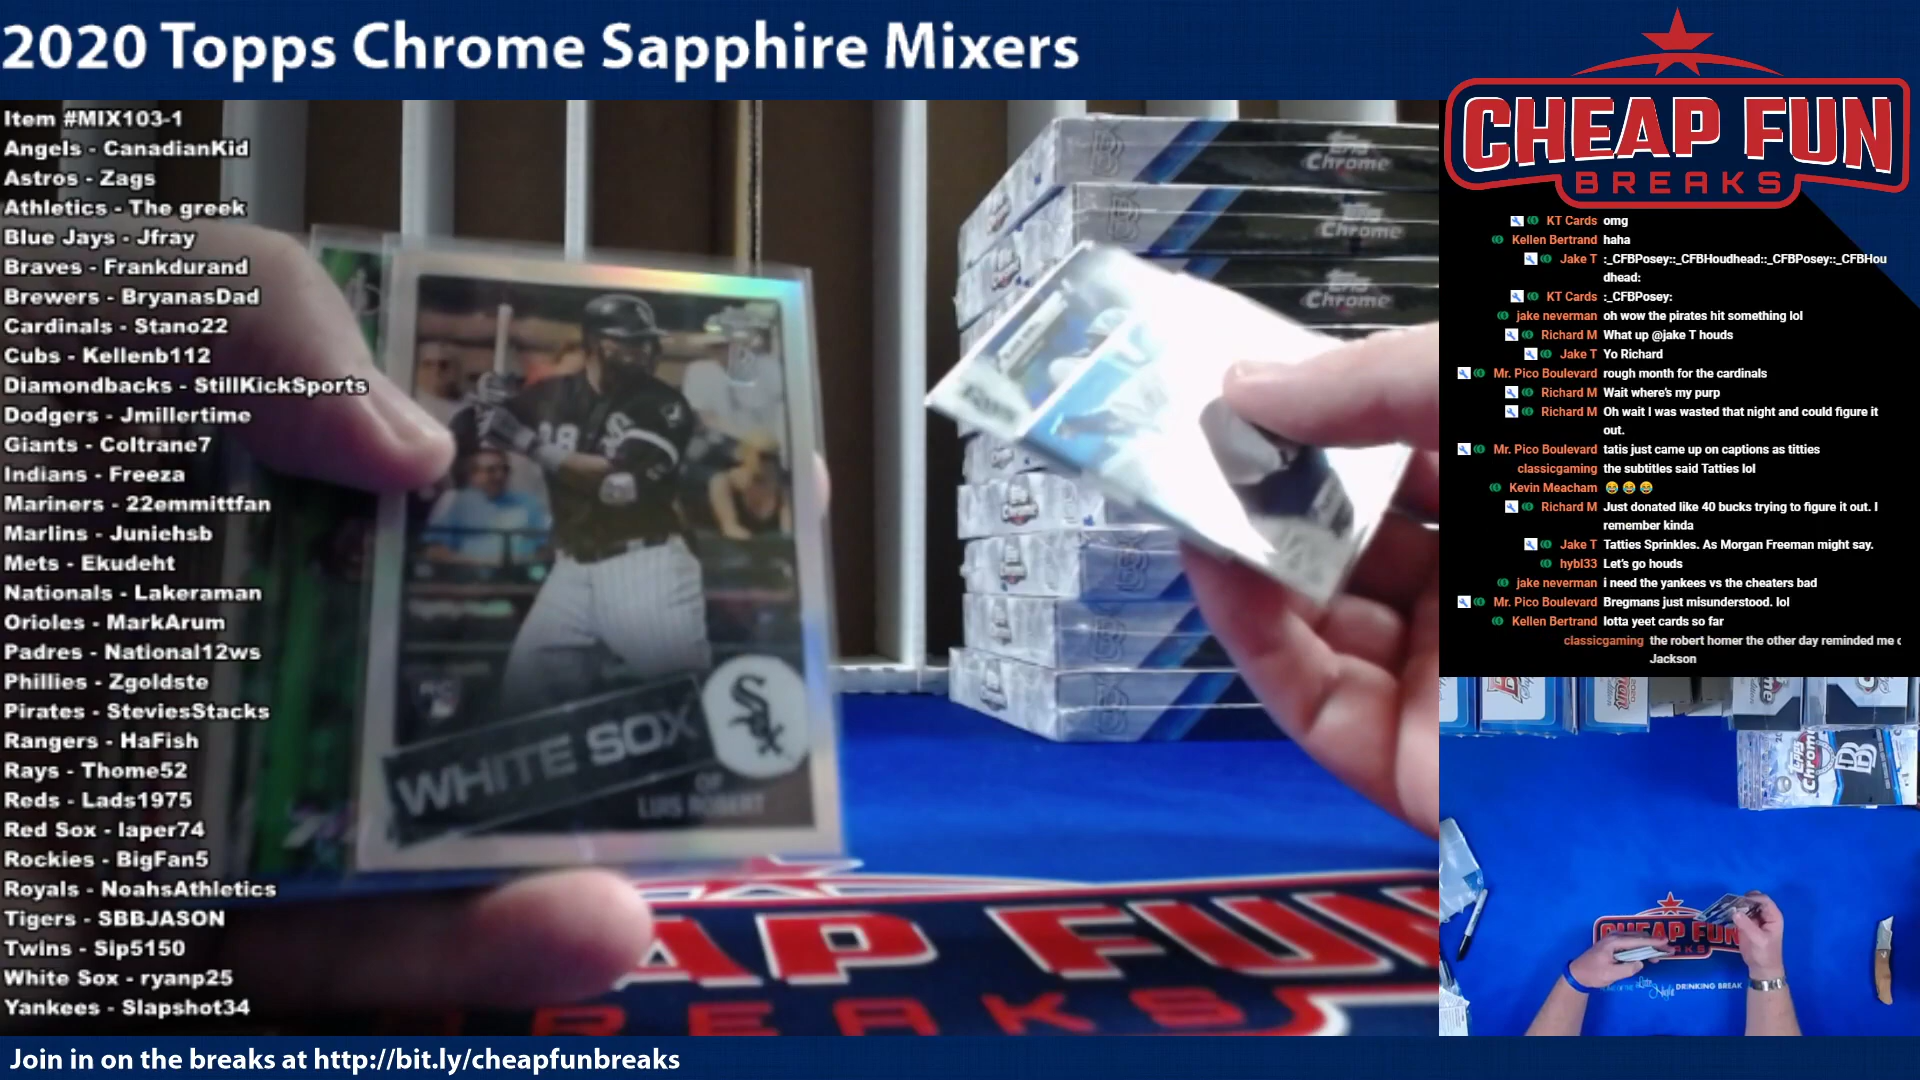 2020 Topps Chrome Sapphire Mixers
Item #MIX103-1
Angels - CanadianKid
Astros - Zags
Athletics - The greek
Blue Jays - Jfray
Braves - Frankdurand
Brewers - BryanasDad
Cardinals - Stano22
Cubs - Kellenb112
Diamondbacks - StillKickSports
Dodgers - Jmillertime
Giants - Coltrane7
Indians - Freeza
Mariners - 22emmittfan
Marlins - Juniehsb
Mets - Ekudeht
Nationals - Lakeraman
Orioles - MarkArum
Padres - National12ws
Phillies - Zgoldste
Pirates - SteviesStacks
Rangers - HaFish
Rays - Thome52
Reds - Lads1975
Red Sox - laper74
Rockies - BigFan5
Royals - NoahsAthletics
Tigers - SBBJASON
Twins - Sip5150
White Sox - ryanp25
Yankees - Slapshot34
WHITE SOX
OF
LUIS ROBERT
Topps Chrome
Chrome
Chrome
AP FUN
BREAKS
CHEAP FUN
BREAKS
KT Cards omg
Kellen Bertrand haha
Jake T :_CFBPosey::_CFBHoudhead::_CFBPosey::_CFBHou
dhead:
KT Cards :_CFBPosey:
jake neverman oh wow the pirates hit something lol
Richard M What up @jake T houds
Jake T Yo Richard
Mr. Pico Boulevard rough month for the cardinals
Richard M Wait where's my purp
Richard M Oh wait I was wasted that night and could figure it
out.
Mr. Pico Boulevard tatis just came up on captions as titties
classicgaming the subtitles said Tatties lol
Kevin Meacham 😂 😂 😂
Richard M Just donated like 40 bucks trying to figure it out. I
remember kinda
Jake T Tatties Sprinkles. As Morgan Freeman might say.
hybl33 Let's go houds
jake neverman i need the yankees vs the cheaters bad
Mr. Pico Boulevard Bregmans just misunderstood. lol
Kellen Bertrand lotta yeet cards so far
classicgaming the robert homer the other day reminded me o
Jackson
Topps Chrome
CHEAP FUN
DRINKING BREAK
Join in on the breaks at http://bit.ly/cheapfunbreaks